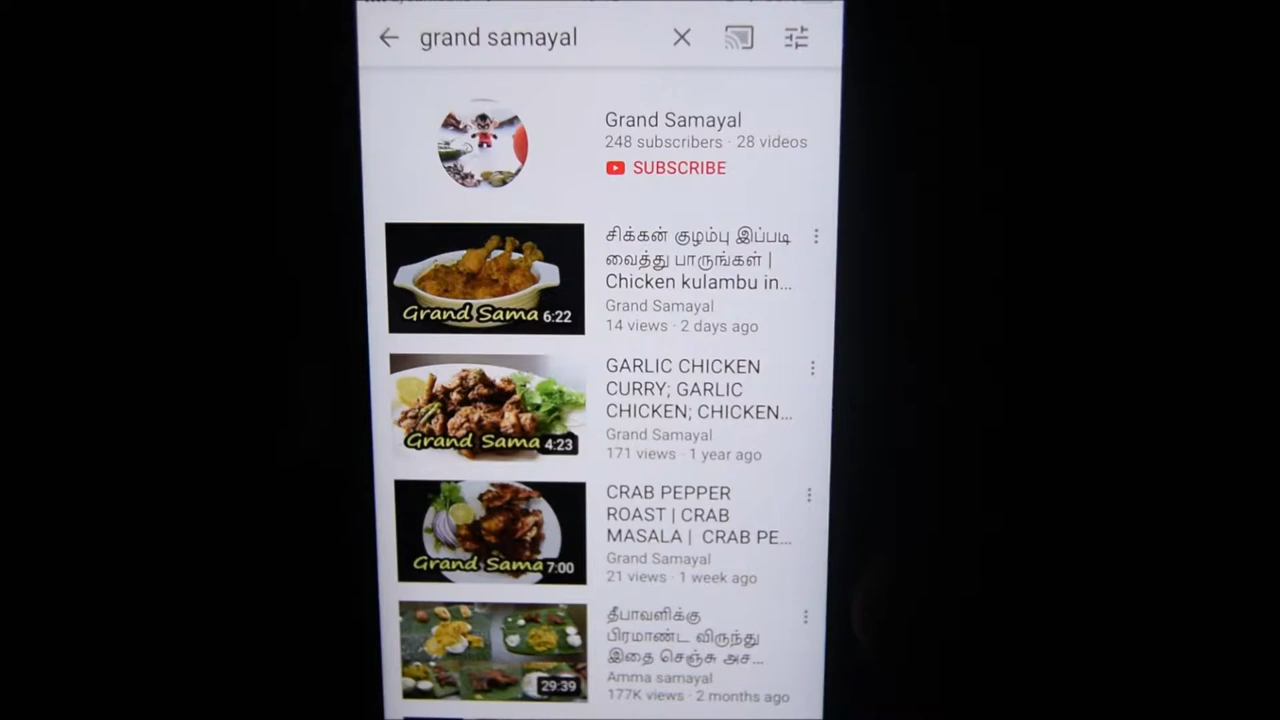 grand samayal
Grand Samayal
248 subscribers · 28 videos
SUBSCRIBE
சிக்கன் குழம்பு இப்படி
வைத்து பாருங்கள் |
Chicken kulambu in...
Grand Samayal
14 views · 2 days ago
Grand Sama 6:22
GARLIC CHICKEN
CURRY; GARLIC
CHICKEN; CHICKEN...
Grand Samayal
171 views · 1 year ago
Grand Sama 4:23
CRAB PEPPER
ROAST | CRAB
MASALA | CRAB PE...
Grand Samayal
21 views · 1 week ago
Grand Sama 7:00
தீபாவளிக்கு
பிரமாண்ட விருந்து
இதை செஞ்சு அச...
Amma samayal
177K views · 2 months ago
29:39